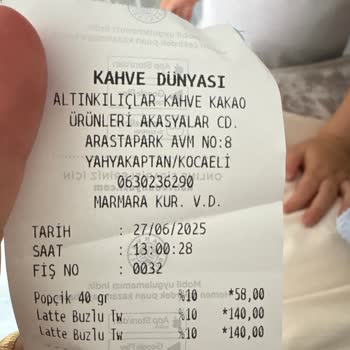 KAHVE DÜNYASI
ALTINKILIÇLAR KAHVE KAKAO
ÜRÜNLERİ AKASYALAR CD.
ARASTAPARK AVM NO:8
YAHYAKAPTAN/KOCAELİ
0630236290
MARMARA KUR. V.D.
TARİH : 27/06/2025
SAAT : 13:00:28
FİŞ NO : 0032
Popçik 40 gr %10 *58,00
Latte Buzlu Tw %10 *140,00
Latte Buzlu Tw %10 *140,00